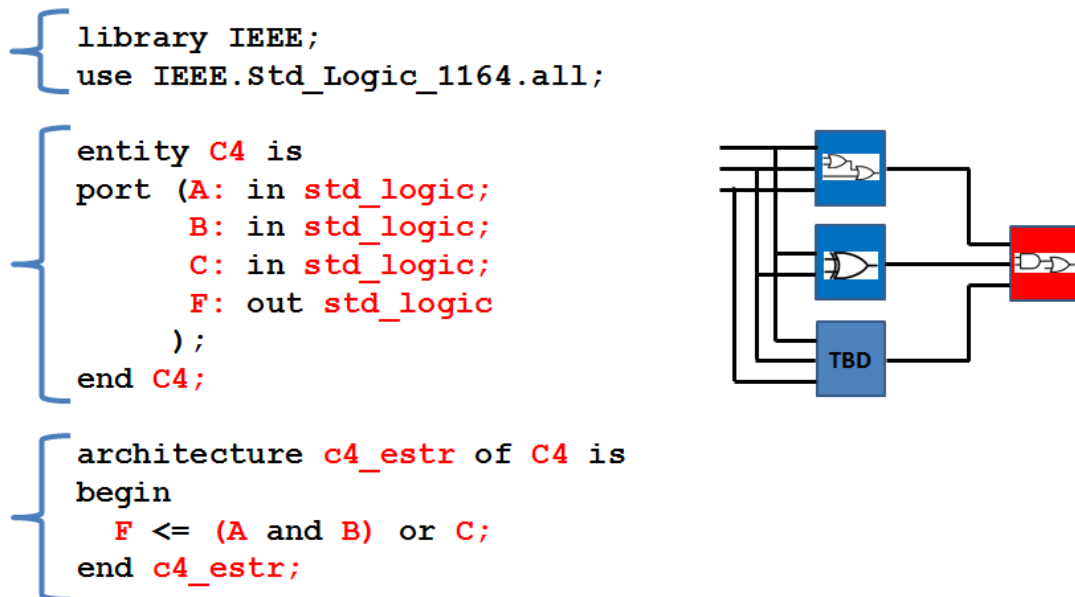 library IEEE;
use IEEE.Std_Logic_1164.all;
entity C4 is
port (A: in std_logic;
B: in std_logic;
C: in std_logic;
F: out std_logic
);
end C4;
architecture c4_estr of C4 is
begin
F <= (A and B) or C;
end c4_estr;
TBD